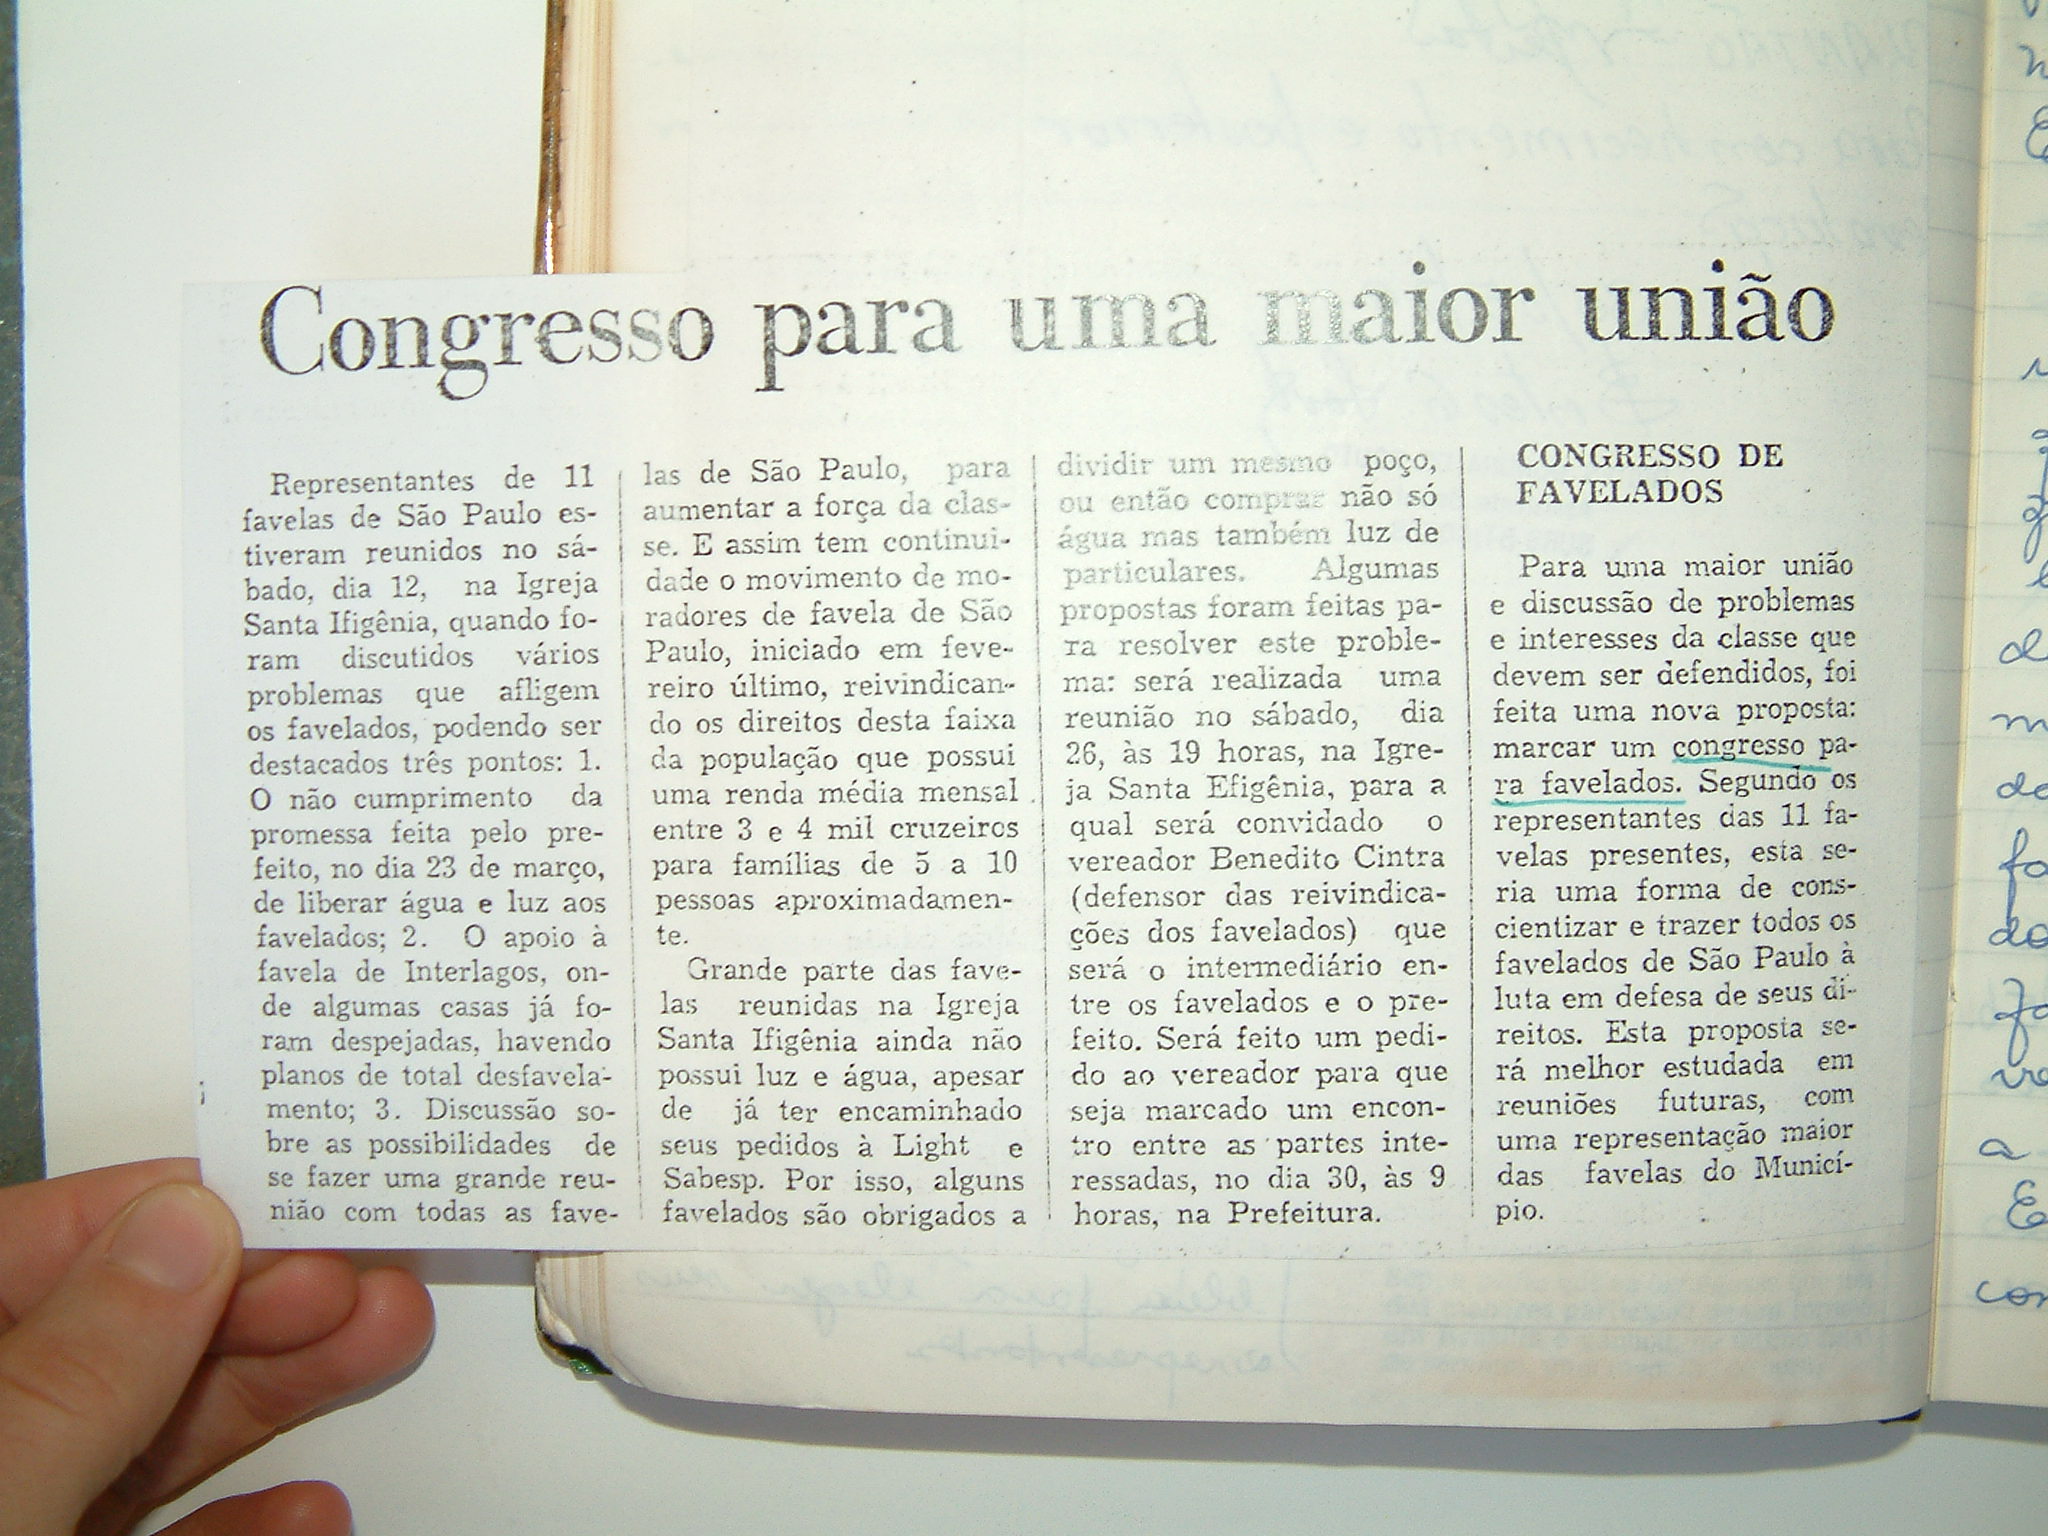 Congresso para uma maior união
Representantes de 11
favelas de São Paulo es-
tiveram reunidos no sá-
bado, dia 12, na Igreja
Santa Ifigênia, quando fo-
ram discutidos vários
problemas que afligem
os favelados, podendo ser
destacados três pontos: 1.
O não cumprimento da
promessa feita pelo pre-
feito, no dia 23 de março,
de liberar água e luz aos
favelados; 2. O apoio à
favela de Interlagos, on-
de algumas casas já fo-
ram despejadas, havendo
planos de total desfavela-
mento; 3. Discussão so-
bre as possibilidades de
se fazer uma grande reu-
nião com todas as fave-
las de São Paulo, para
aumentar a força da clas-
se. E assim tem continui-
dade o movimento de mo-
radores de favela de São
Paulo, iniciado em feve-
reiro último, reivindican-
do os direitos desta faixa
da população que possui
uma renda média mensal
entre 3 e 4 mil cruzeiros
para famílias de 5 a 10
pessoas aproximadamen-
te.
Grande parte das fave-
las reunidas na Igreja
Santa Ifigênia ainda não
possui luz e água, apesar
de já ter encaminhado
seus pedidos à Light e
Sabesp. Por isso, alguns
favelados são obrigados a
dividir um mesmo poço,
ou então comprar não só
água mas também luz de
particulares. Algumas
propostas foram feitas pa-
ra resolver este proble-
ma: será realizada uma
reunião no sábado, dia
26, às 19 horas, na Igre-
ja Santa Efigênia, para a
qual será convidado o
vereador Benedito Cintra
(defensor das reivindica-
ções dos favelados) que
será o intermediário en-
tre os favelados e o pre-
feito. Será feito um pedi-
do ao vereador para que
seja marcado um encon-
tro entre as partes inte-
ressadas, no dia 30, às 9
horas, na Prefeitura.
CONGRESSO DE
FAVELADOS
Para uma maior união
e discussão de problemas
e interesses da classe que
devem ser defendidos, foi
feita uma nova proposta:
marcar um congresso pa-
ra favelados. Segundo os
representantes das 11 fa-
velas presentes, esta se-
ria uma forma de cons-
cientizar e trazer todos os
favelados de São Paulo à
luta em defesa de seus di-
reitos. Esta proposta se-
rá melhor estudada em
reuniões futuras, com
uma representação maior
das favelas do Municí-
pio.